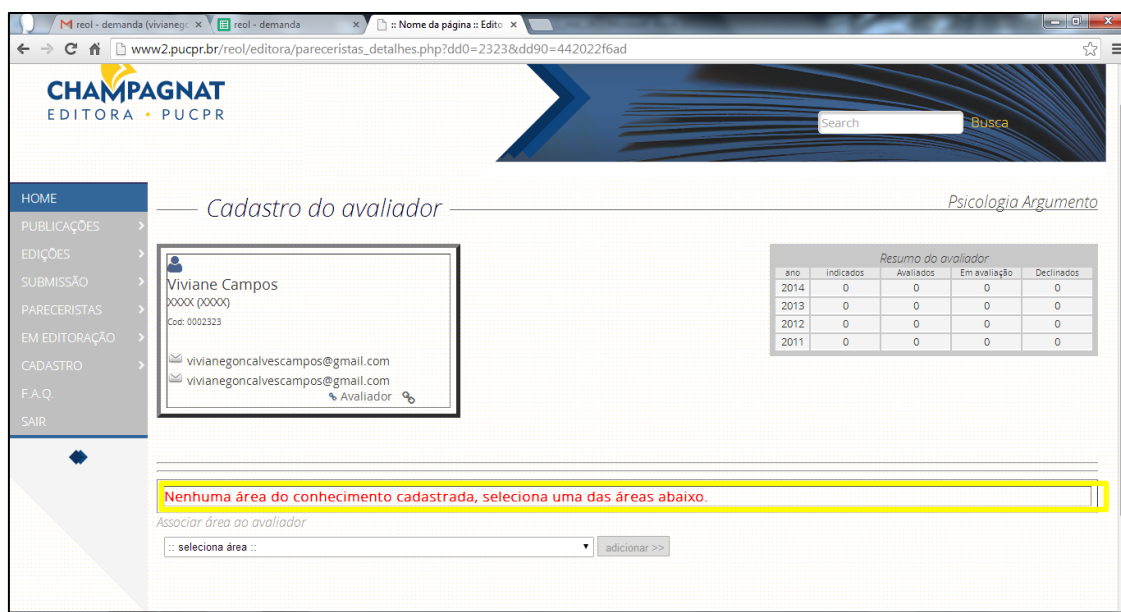 reol - demanda (vivianegc
reol - demanda
:: Nome da página :: Edito
www2.pucpr.br/reol/editora/pareceristas_detalhes.php?dd0=2323&dd90=442022f6ad
CHAMPAGNAT
EDITORA • PUCPR
Search
Busca
HOME
PUBLICAÇÕES
EDIÇÕES
SUBMISSÃO
PARECERISTAS
EM EDITORAÇÃO
CADASTRO
F.A.Q.
SAIR
Cadastro do avaliador
Psicologia Argumento
Viviane Campos
XXXX (XXXX)
Cod: 0002323
vivianegoncalvescampos@gmail.com
vivianegoncalvescampos@gmail.com
Avaliador
Resumo do avaliador
ano indicados Avaliados Em avaliação Declinados
2014 0 0 0 0
2013 0 0 0 0
2012 0 0 0 0
2011 0 0 0 0
Nenhuma área do conhecimento cadastrada, seleciona uma das áreas abaixo.
Associar área ao avaliador
:: seleciona área ::
adicionar >>